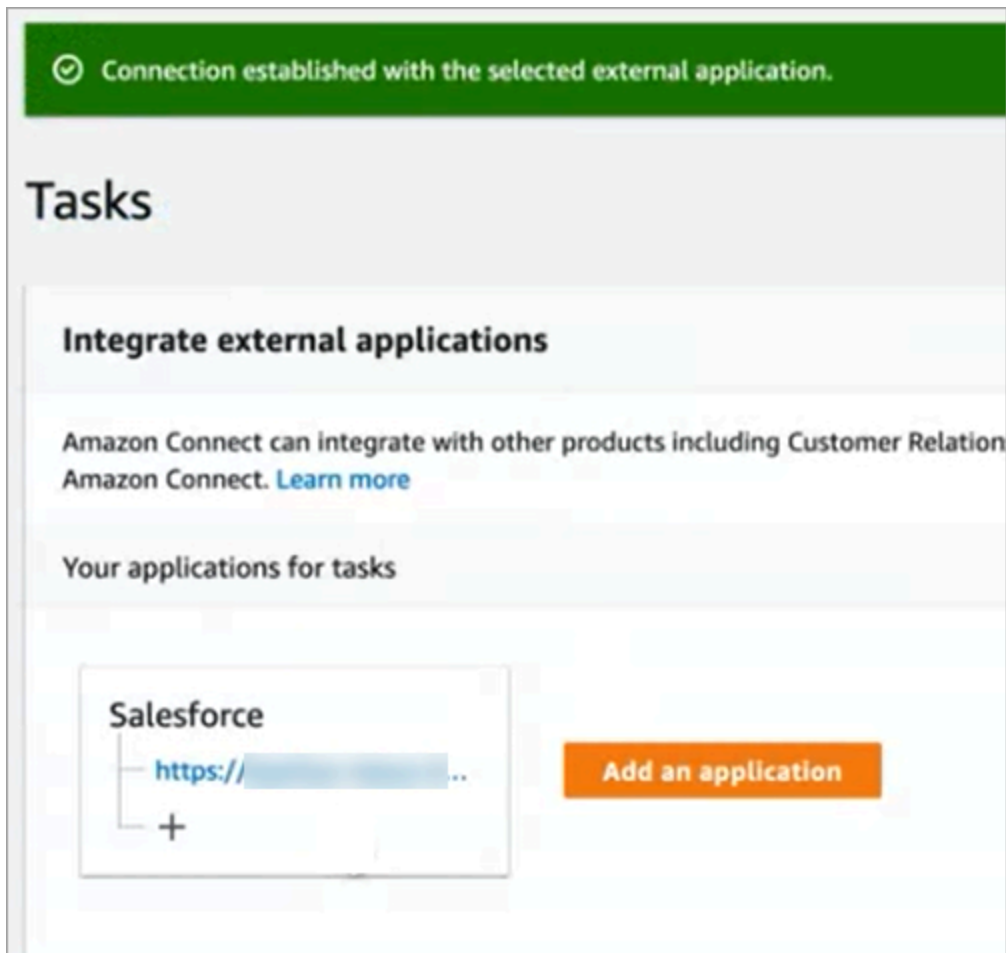 Connection established with the selected external application.
Tasks
Integrate external applications
Amazon Connect can integrate with other products including Customer Relation
Amazon Connect. Learn more
Your applications for tasks
Salesforce
https://...
Add an application